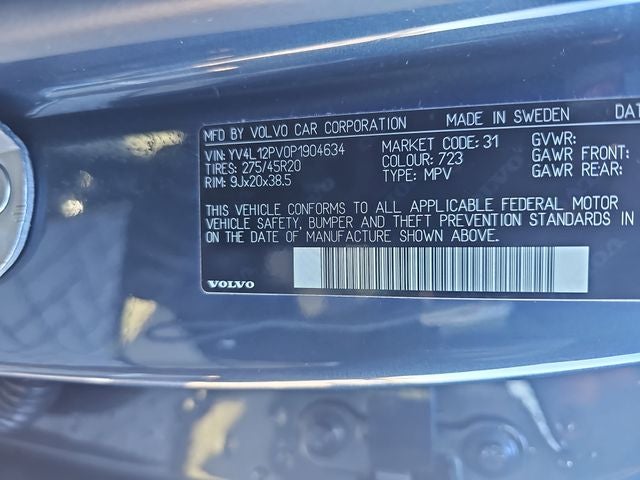 MFD BY VOLVO CAR CORPORATION MADE IN SWEDEN DAT
VIN: YV4L12PV0P1904634 MARKET CODE: 31 GVWR:
TIRES: 275/45R20 COLOUR: 723 GAWR FRONT:
RIM: 9Jx20x38.5 TYPE: MPV GAWR REAR:
THIS VEHICLE CONFORMS TO ALL APPLICABLE FEDERAL MOTOR
VEHICLE SAFETY, BUMPER AND THEFT PREVENTION STANDARDS IN
ON THE DATE OF MANUFACTURE SHOWN ABOVE.
VOLVO